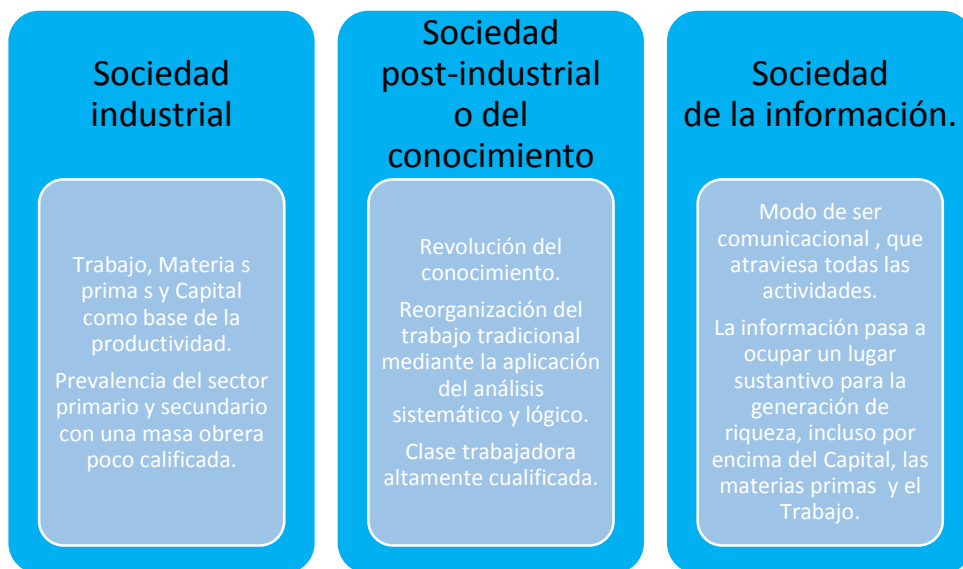 Sociedad
industrial
Trabajo, Materia s
prima s y Capital
como base de la
productividad.
Prevalencia del sector
primario y secundario
con una masa obrera
poco calificada.
Sociedad
post-industrial
o del
conocimiento
Revolución del
conocimiento.
Reorganización del
trabajo tradicional
mediante la aplicación
del análisis
sistemático y lógico.
Clase trabajadora
altamente cualificada.
Sociedad
de la información.
Modo de ser
comunicacional , que
atraviesa todas las
actividades.
La información pasa a
ocupar un lugar
sustantivo para la
generación de
riqueza, incluso por
encima del Capital, las
materias primas  y el
Trabajo.